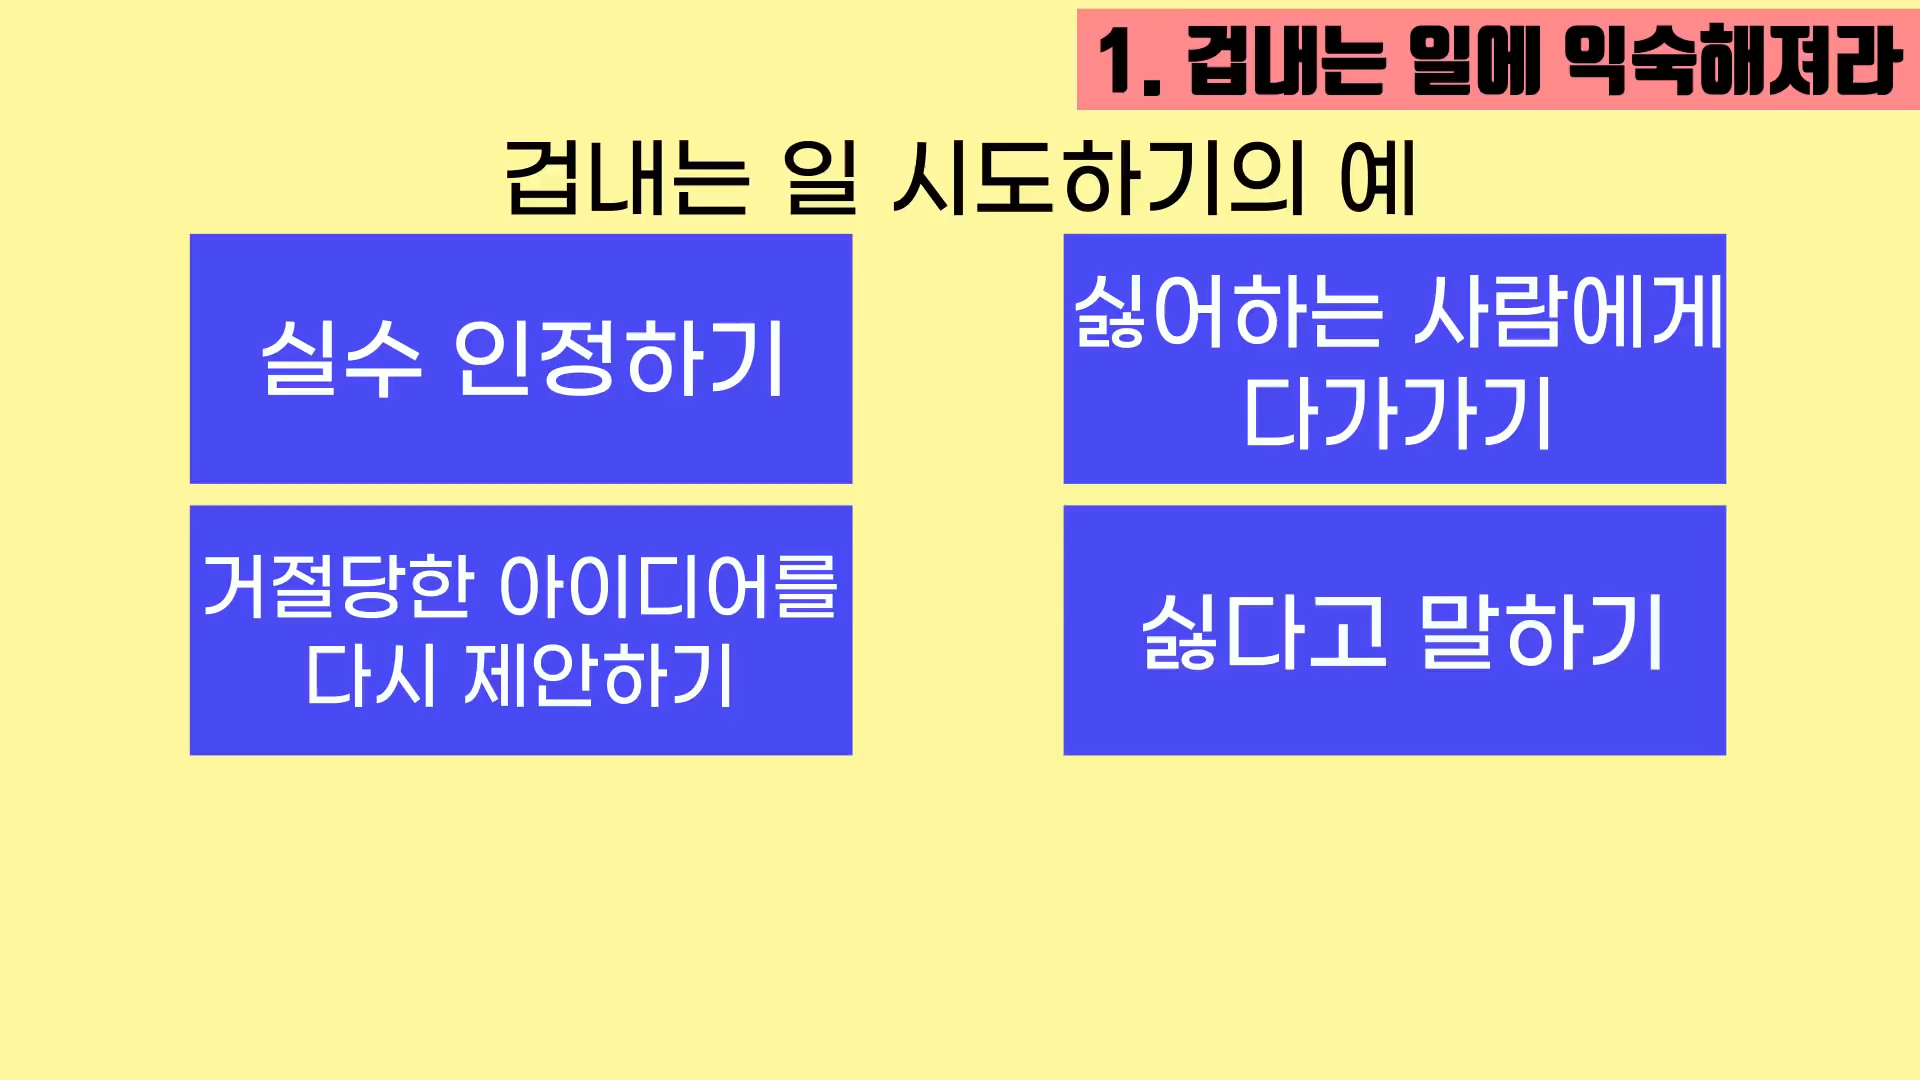 1. 겁내는 일에 익숙해져라
겁내는 일 시도하기의 예
실수 인정하기
싫어하는 사람에게
다가가기
거절당한 아이디어를
다시 제안하기
싫다고 말하기